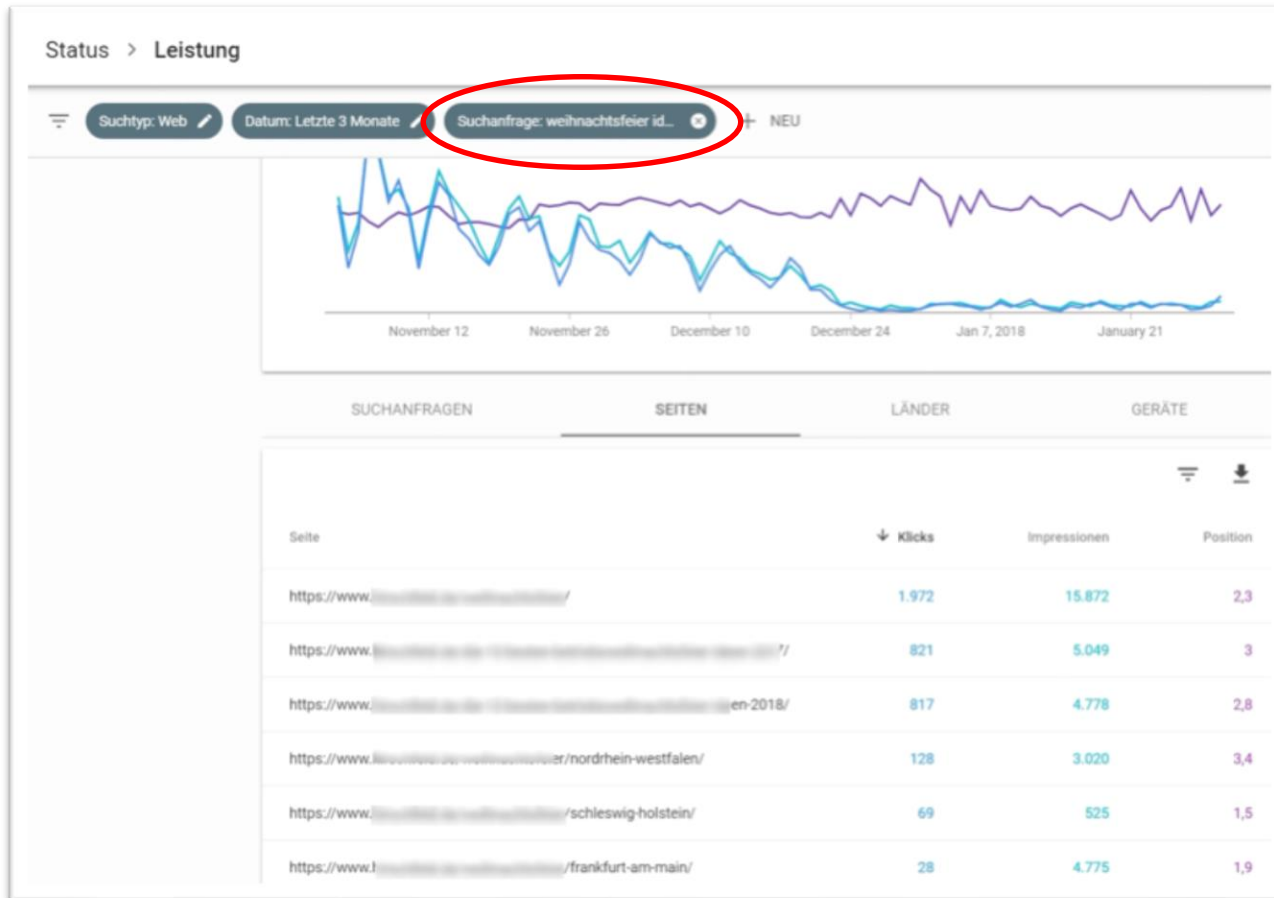 Status > Leistung
Suchtyp: Web Datum: Letzte 3 Monate Suchanfrage: weihnachtsfeier id... + NEU
November 12 November 26 December 10 December 24 Jan 7, 2018 January 21
SUCHANFRAGEN SEITEN LÄNDER GERÄTE
Seite Klicks Impressionen Position
https://www. / 1.972 15.872 2,3
https://www. 7/ 821 5.049 3
https://www. en-2018/ 817 4.778 2,8
https://www. er/nordrhein-westfalen/ 128 3.020 3,4
https://www. /schleswig-holstein/ 69 525 1,5
https://www. /frankfurt-am-main/ 28 4.775 1,9